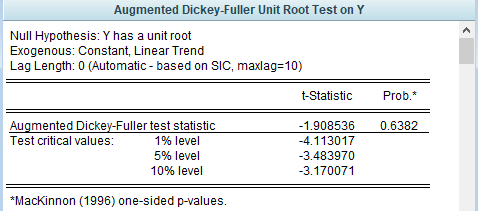 Augmented Dickey-Fuller Unit Root Test on Y
Null Hypothesis: Y has a unit root
Exogenous: Constant, Linear Trend
Lag Length: 0 (Automatic - based on SIC, maxlag=10)
t-Statistic Prob.*
Augmented Dickey-Fuller test statistic -1.908536 0.6382
Test critical values: 1% level -4.113017
5% level -3.483970
10% level -3.170071
*MacKinnon (1996) one-sided p-values.